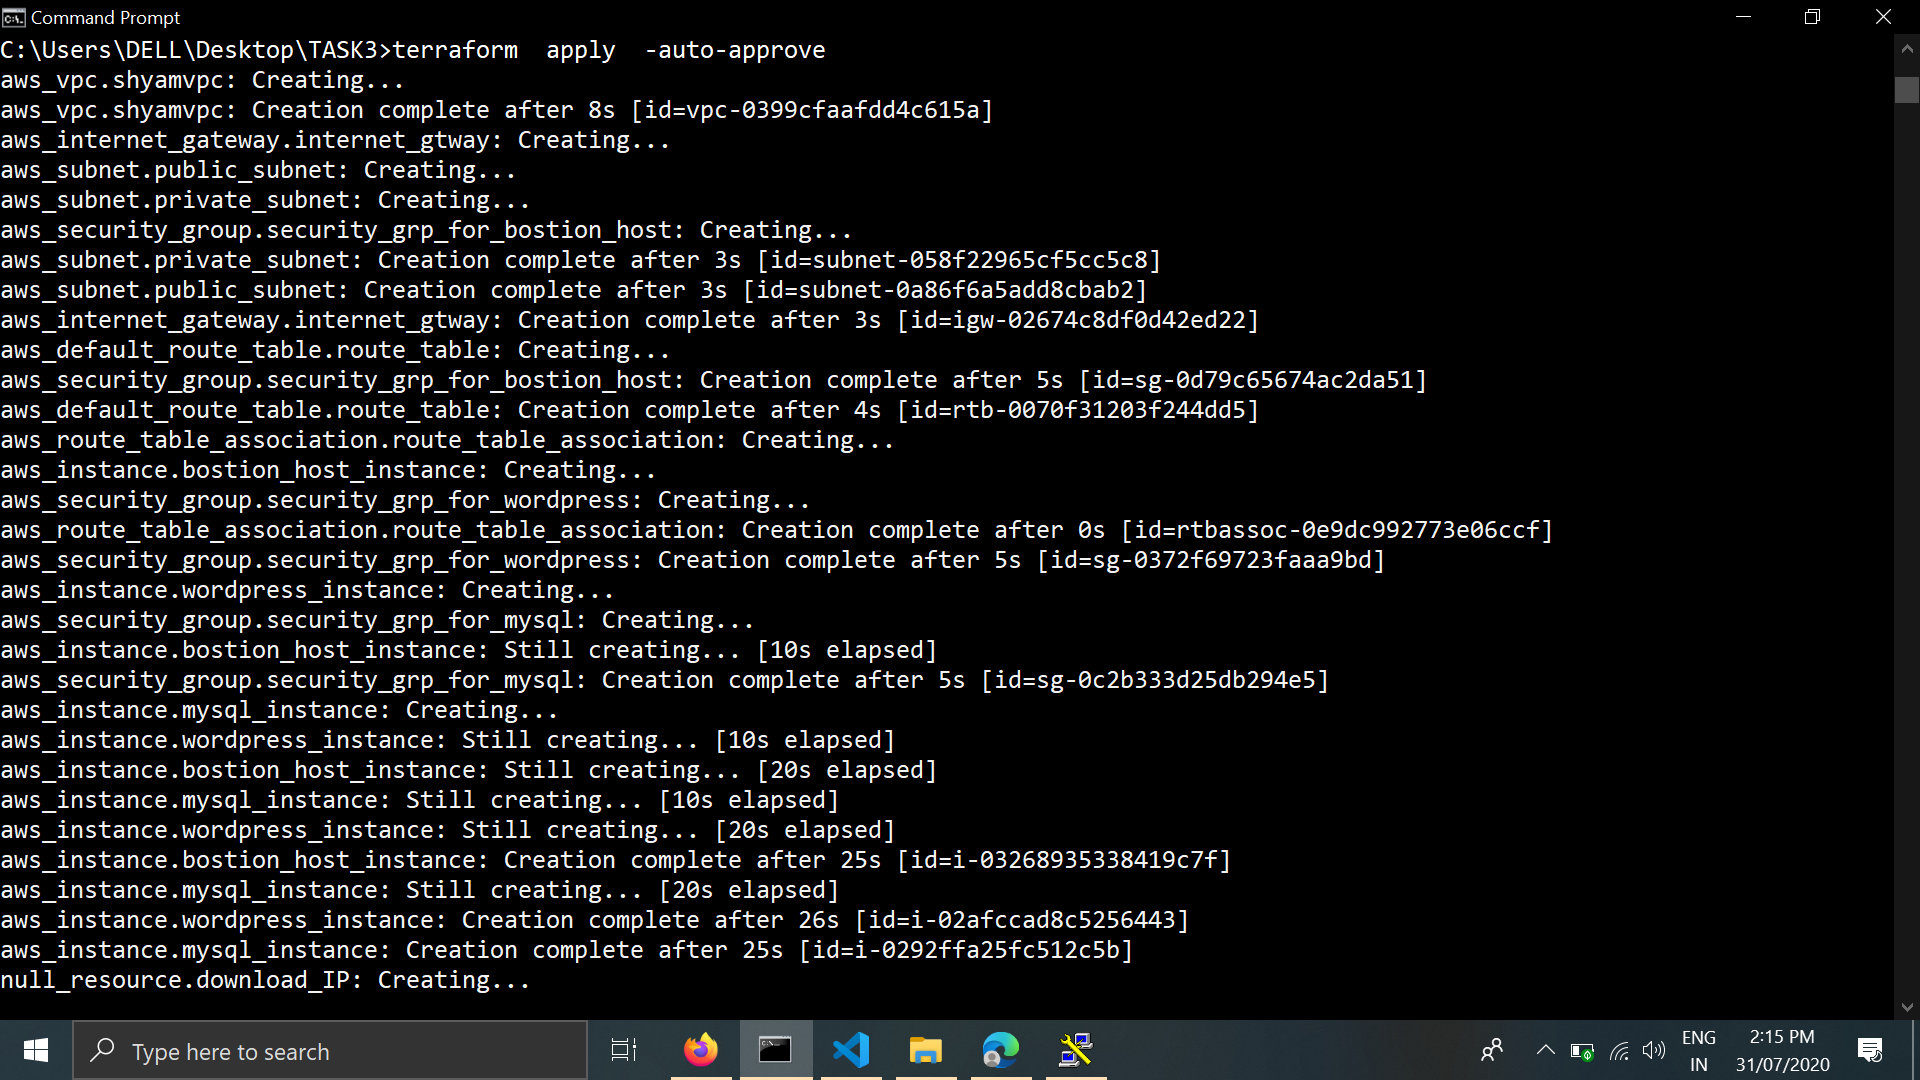 Command Prompt
C:\Users\DELL\Desktop\TASK3>terraform  apply  -auto-approve
aws_vpc.shyamvpc: Creating...
aws_vpc.shyamvpc: Creation complete after 8s [id=vpc-0399cfaafdd4c615a]
aws_internet_gateway.internet_gtway: Creating...
aws_subnet.public_subnet: Creating...
aws_subnet.private_subnet: Creating...
aws_security_group.security_grp_for_bostion_host: Creating...
aws_subnet.private_subnet: Creation complete after 3s [id=subnet-058f22965cf5cc5c8]
aws_subnet.public_subnet: Creation complete after 3s [id=subnet-0a86f6a5add8cbab2]
aws_internet_gateway.internet_gtway: Creation complete after 3s [id=igw-02674c8df0d42ed22]
aws_default_route_table.route_table: Creating...
aws_security_group.security_grp_for_bostion_host: Creation complete after 5s [id=sg-0d79c65674ac2da51]
aws_default_route_table.route_table: Creation complete after 4s [id=rtb-0070f31203f244dd5]
aws_route_table_association.route_table_association: Creating...
aws_instance.bostion_host_instance: Creating...
aws_security_group.security_grp_for_wordpress: Creating...
aws_route_table_association.route_table_association: Creation complete after 0s [id=rtbassoc-0e9dc992773e06ccf]
aws_security_group.security_grp_for_wordpress: Creation complete after 5s [id=sg-0372f69723faaa9bd]
aws_instance.wordpress_instance: Creating...
aws_security_group.security_grp_for_mysql: Creating...
aws_instance.bostion_host_instance: Still creating... [10s elapsed]
aws_security_group.security_grp_for_mysql: Creation complete after 5s [id=sg-0c2b333d25db294e5]
aws_instance.mysql_instance: Creating...
aws_instance.wordpress_instance: Still creating... [10s elapsed]
aws_instance.bostion_host_instance: Still creating... [20s elapsed]
aws_instance.mysql_instance: Still creating... [10s elapsed]
aws_instance.wordpress_instance: Still creating... [20s elapsed]
aws_instance.bostion_host_instance: Creation complete after 25s [id=i-03268935338419c7f]
aws_instance.mysql_instance: Still creating... [20s elapsed]
aws_instance.wordpress_instance: Creation complete after 26s [id=i-02afccad8c5256443]
aws_instance.mysql_instance: Creation complete after 25s [id=i-0292ffa25fc512c5b]
null_resource.download_IP: Creating...
Type here to search
ENG
IN
2:15 PM
31/07/2020